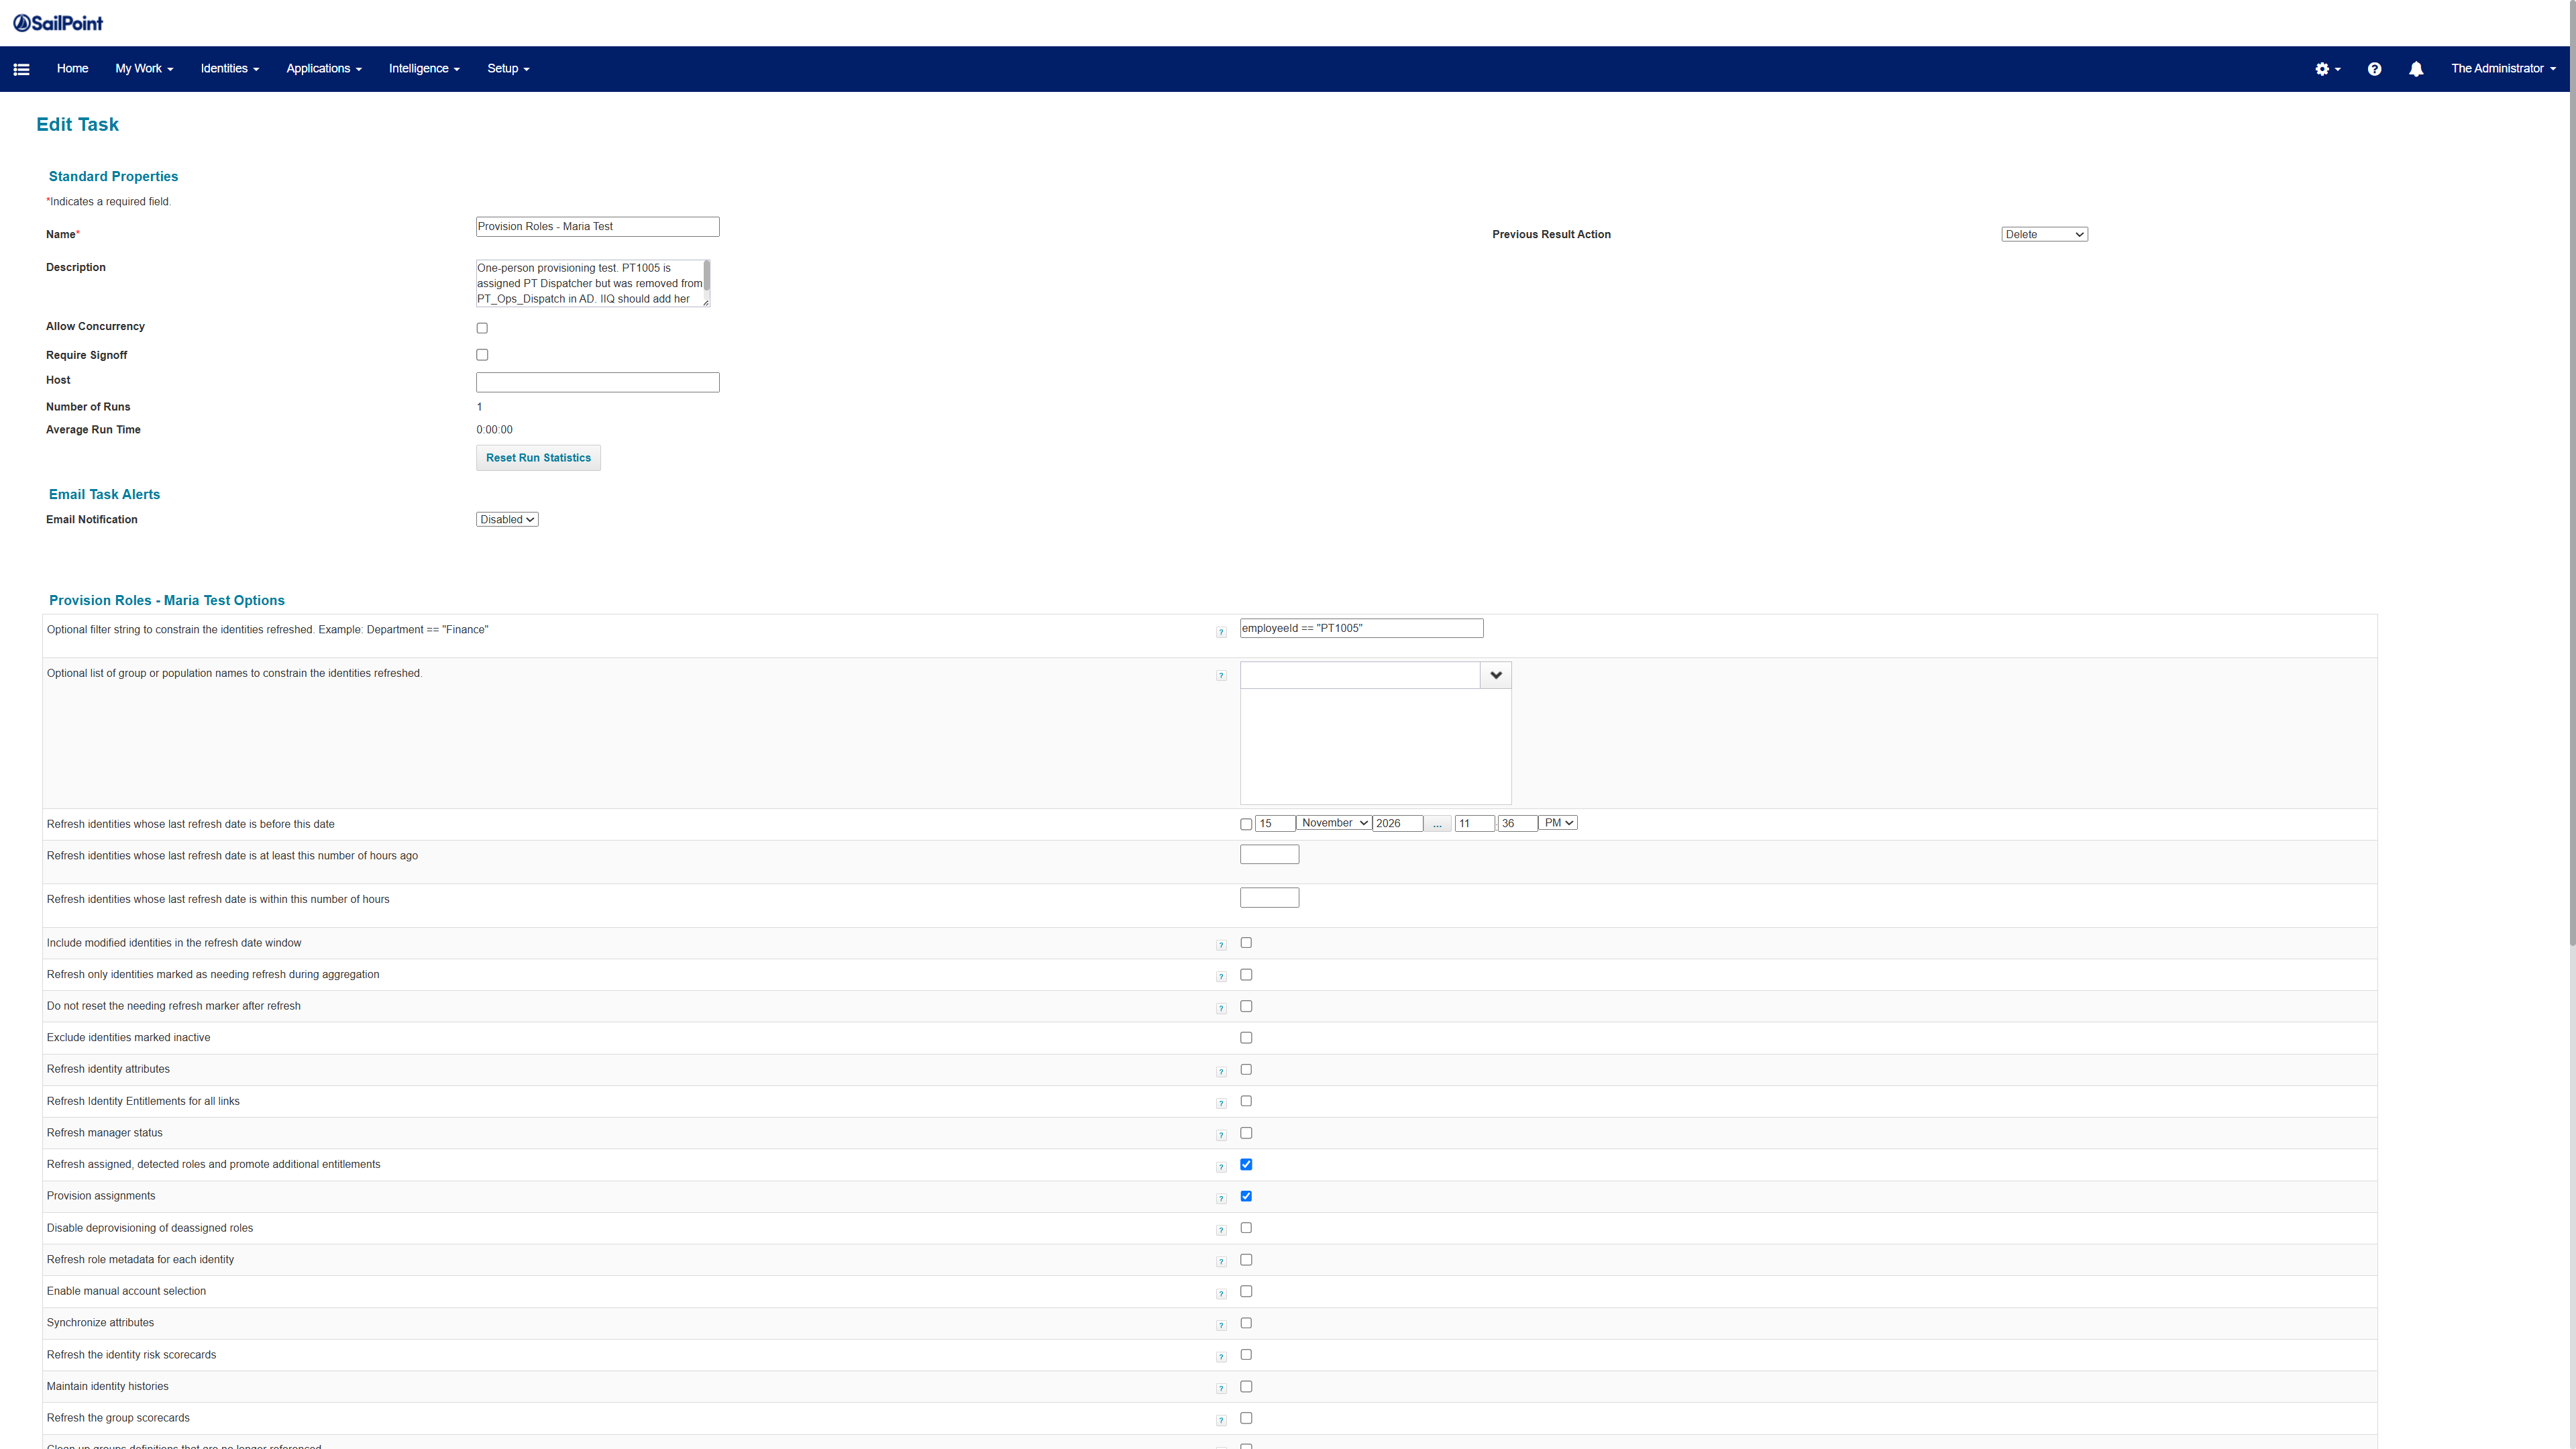 SailPoint
Home My Work Identities Applications Intelligence Setup The Administrator
Edit Task
Standard Properties
*Indicates a required field.
Name* Provision Roles - Maria Test Previous Result Action Delete
Description One-person provisioning test. PT1005 is
assigned PT Dispatcher but was removed from
PT_Ops_Dispatch in AD. IIQ should add her
Allow Concurrency
Require Signoff
Host
Number of Runs 1
Average Run Time 0:00:00
Reset Run Statistics
Email Task Alerts
Email Notification Disabled
Provision Roles - Maria Test Options
Optional filter string to constrain the identities refreshed. Example: Department == "Finance" ? employeeId == "PT1005"
Optional list of group or population names to constrain the identities refreshed. ?
Refresh identities whose last refresh date is before this date 15 November 2026 ... 11 : 36 PM
Refresh identities whose last refresh date is at least this number of hours ago
Refresh identities whose last refresh date is within this number of hours
Include modified identities in the refresh date window ?
Refresh only identities marked as needing refresh during aggregation ?
Do not reset the needing refresh marker after refresh ?
Exclude identities marked inactive
Refresh identity attributes ?
Refresh Identity Entitlements for all links ?
Refresh manager status ?
Refresh assigned, detected roles and promote additional entitlements ?
Provision assignments ?
Disable deprovisioning of deassigned roles ?
Refresh role metadata for each identity ?
Enable manual account selection ?
Synchronize attributes ?
Refresh the identity risk scorecards ?
Maintain identity histories ?
Refresh the group scorecards ?
Clean up groups definitions that are no longer referenced